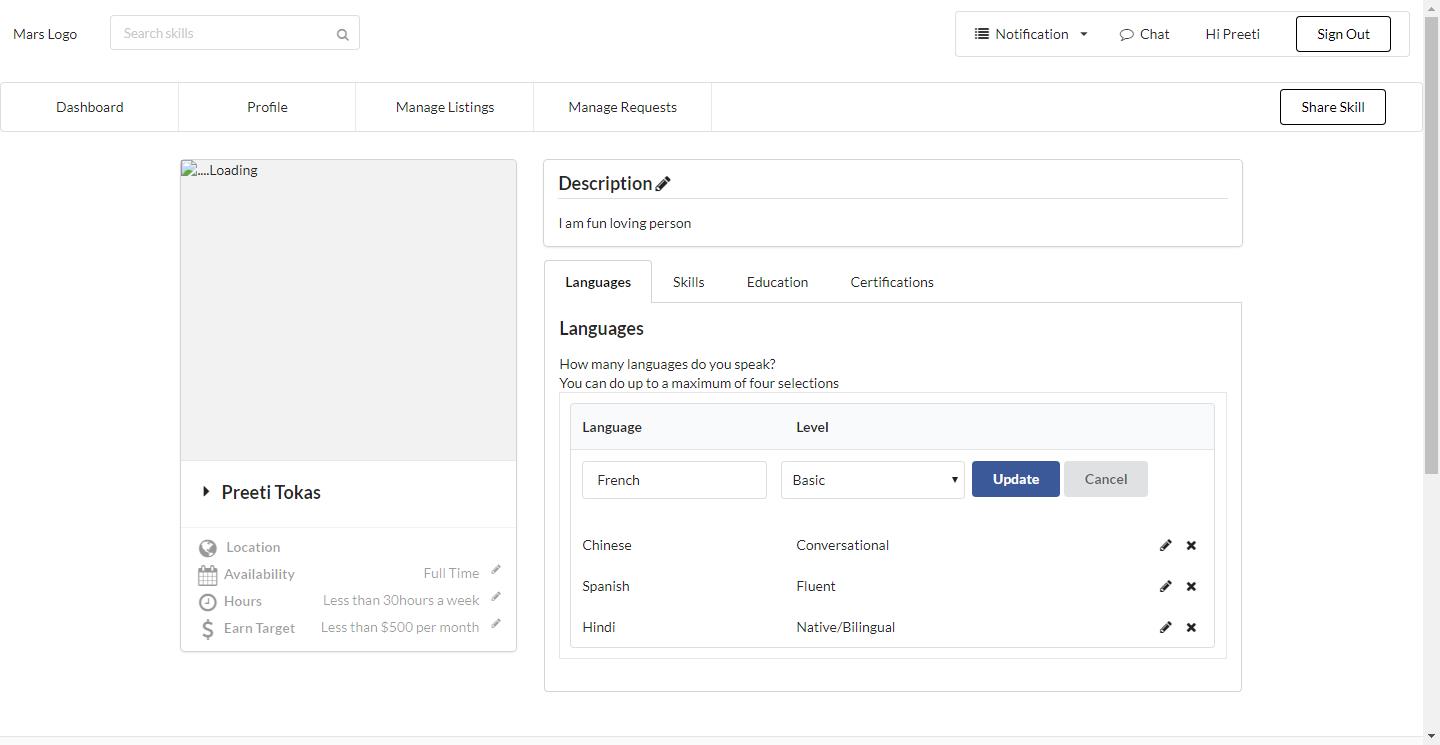 Mars Logo
Search skills
Notification
Chat
Hi Preeti
Sign Out
Dashboard
Profile
Manage Listings
Manage Requests
Share Skill
....Loading
Preeti Tokas
Location
Availability Full Time
Hours Less than 30hours a week
Earn Target Less than $500 per month
Description
I am fun loving person
Languages Skills Education Certifications
Languages
How many languages do you speak?
You can do up to a maximum of four selections
Language Level
French Basic Update Cancel
Chinese Conversational
Spanish Fluent
Hindi Native/Bilingual